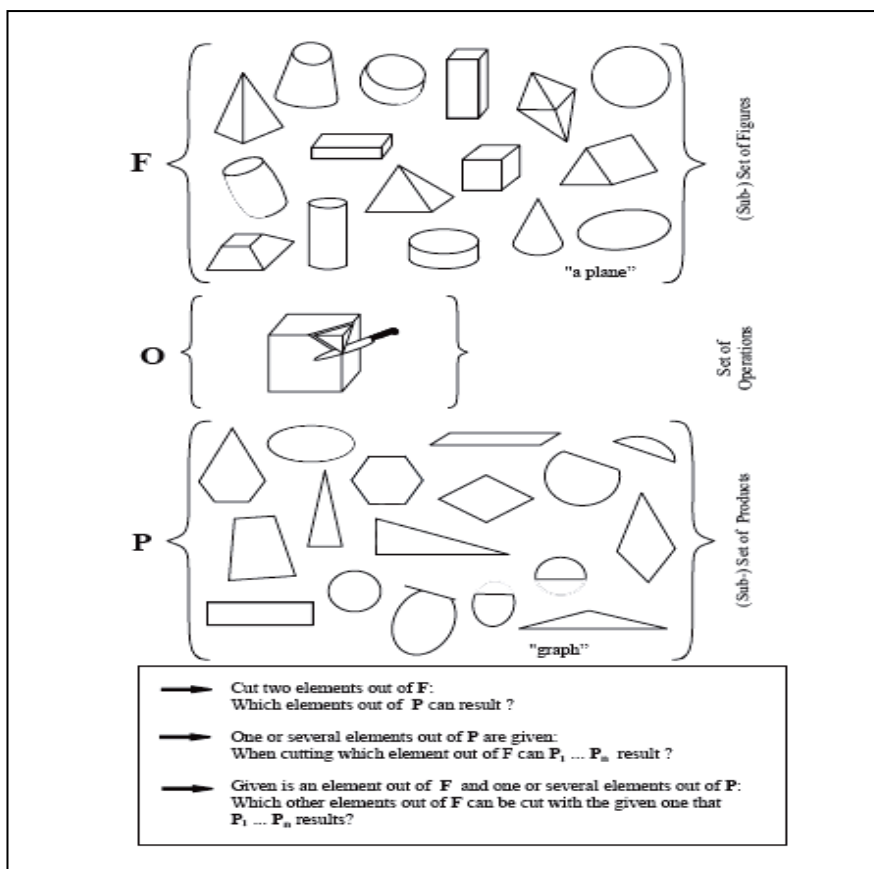 F
(Sub-) Set of Figures
"a plane"
O
Set of
Operations
P
(Sub-) Set of Products
"graph"
Cut two elements out of F:
Which elements out of P can result ?
One or several elements out of P are given:
When cutting which element out of F can P₁ ... Pₙ result ?
Given is an element out of F and one or several elements out of P:
Which other elements out of F can be cut with the given one that
P₁ ... Pₙ results?